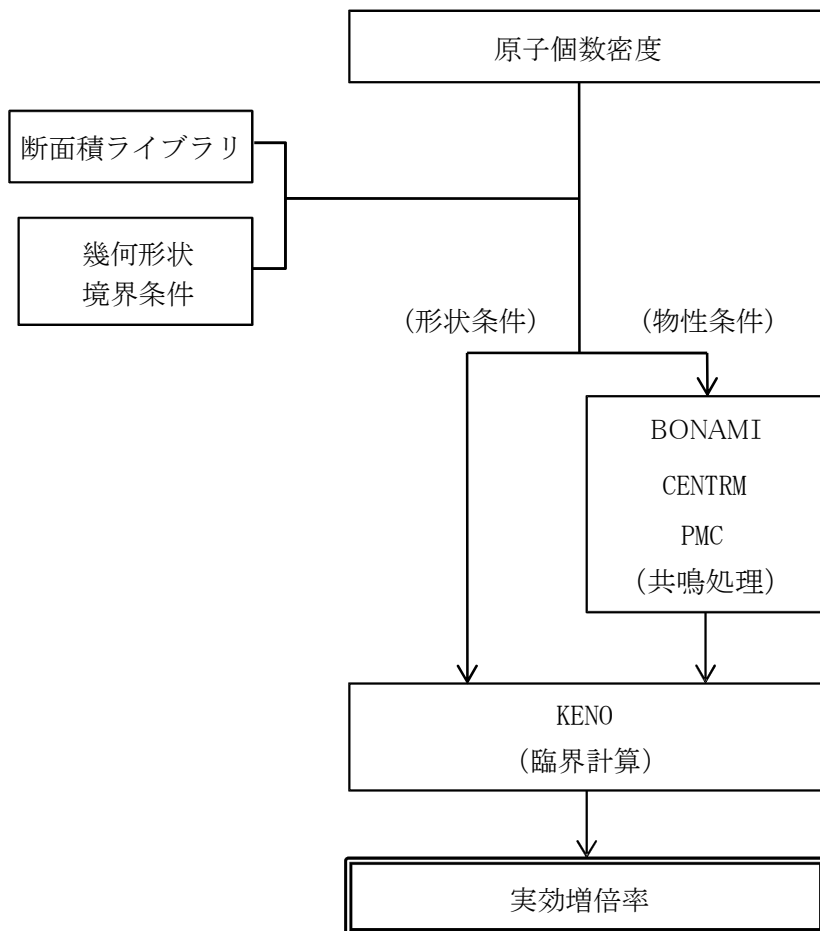 原子個数密度
断面積ライブラリ
幾何形状
境界条件
(形状条件)
(物性条件)
BONAMI
CENTRM
PMC
(共鳴処理)
KENO
(臨界計算)
実効増倍率